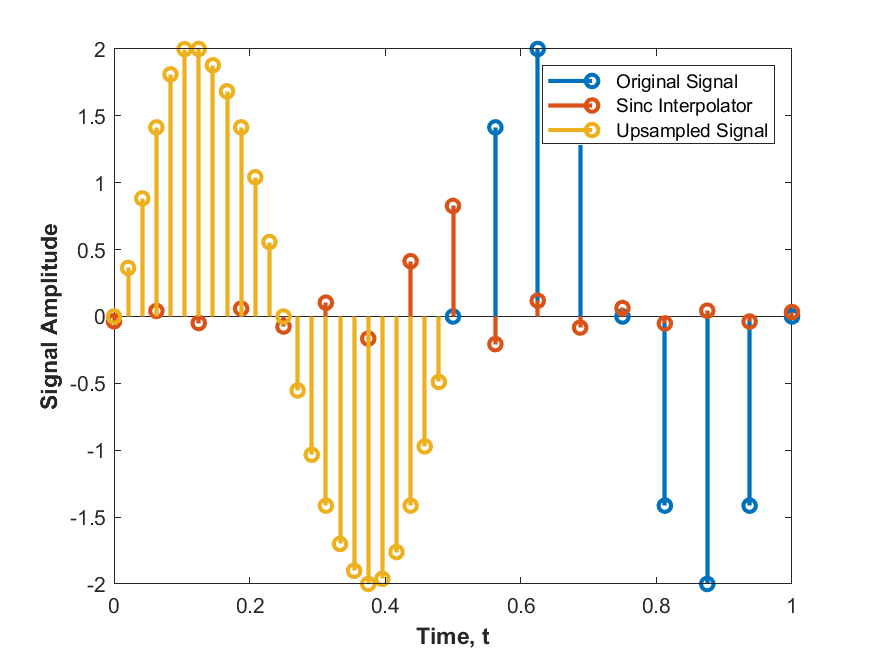 2
Original Signal
Sinc Interpolator
Upsampled Signal
1.5
1
0.5
0
-0.5
-1
-1.5
-2
Signal Amplitude
0 0.2 0.4 0.6 0.8 1
Time, t